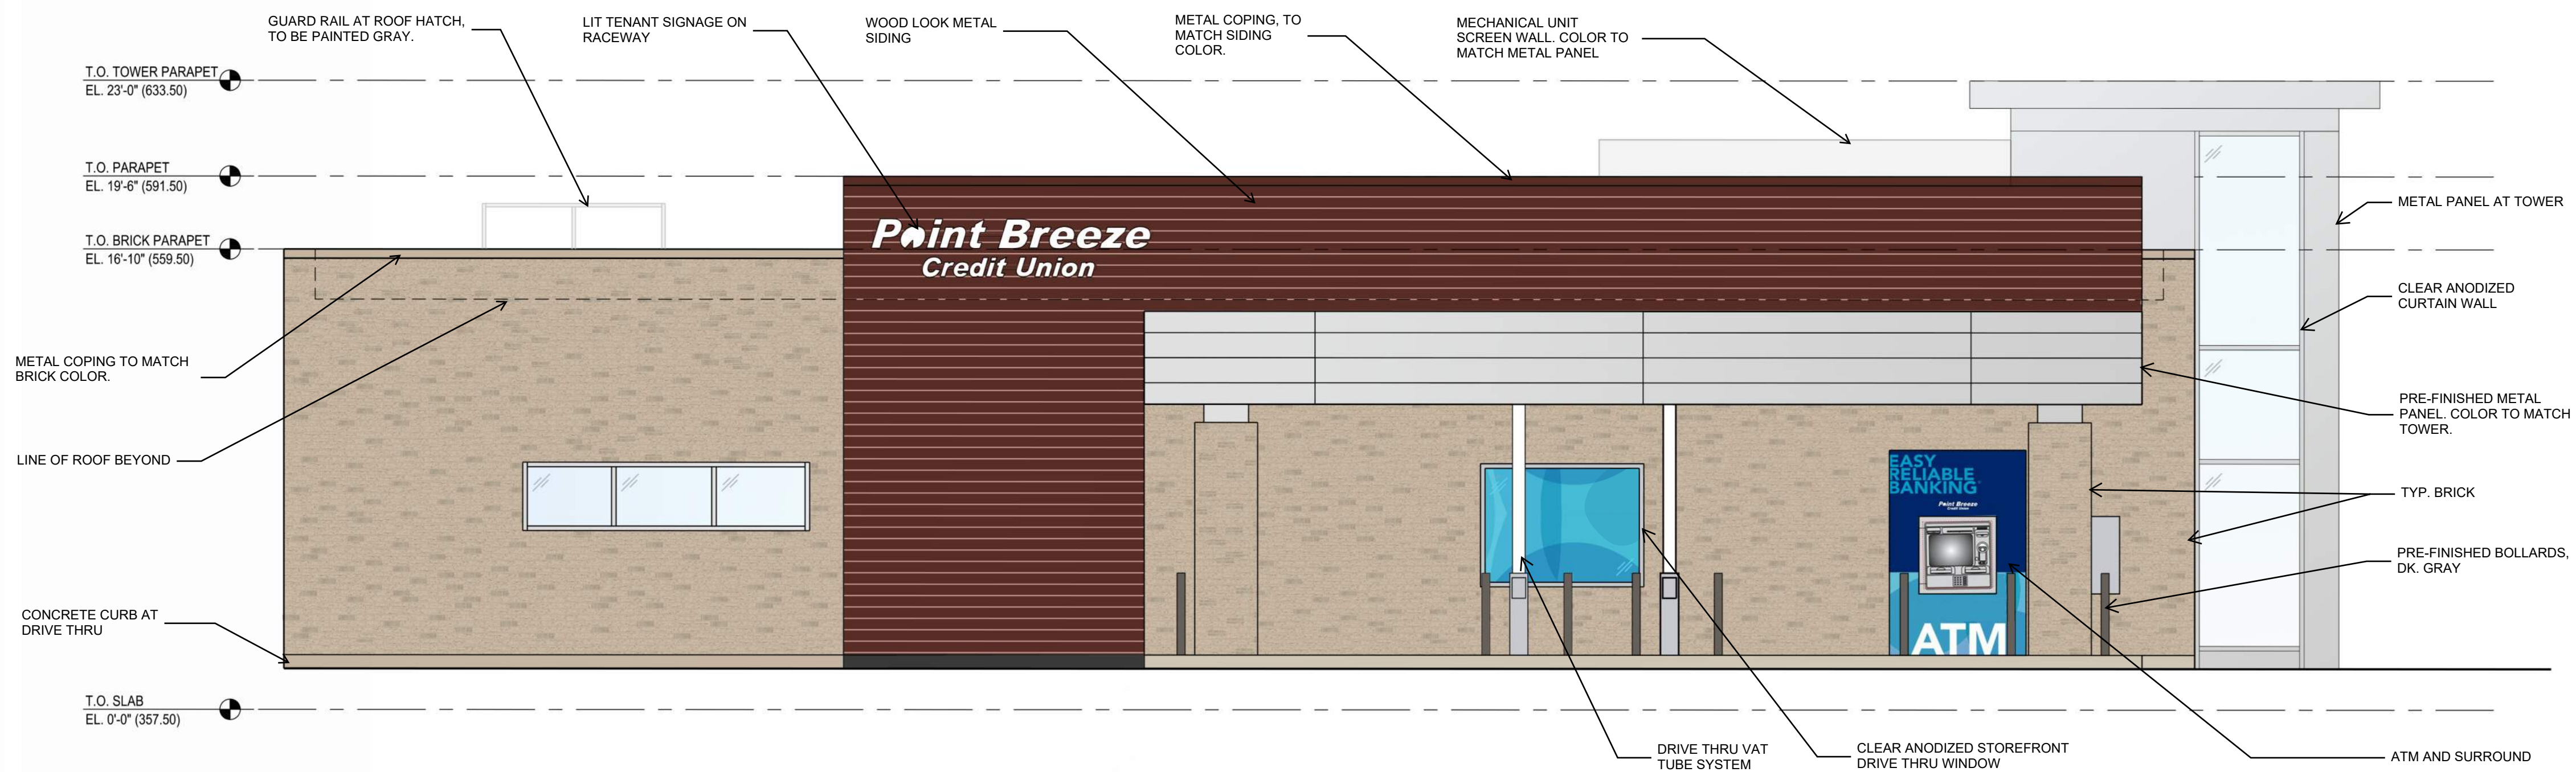 GUARD RAIL AT ROOF HATCH,
TO BE PAINTED GRAY.
LIT TENANT SIGNAGE ON
RACEWAY
WOOD LOOK METAL
SIDING
METAL COPING, TO
MATCH SIDING
COLOR.
MECHANICAL UNIT
SCREEN WALL. COLOR TO
MATCH METAL PANEL
T.O. TOWER PARAPET
EL. 23'-0" (633.50)
T.O. PARAPET
EL. 19'-6" (591.50)
T.O. BRICK PARAPET
EL. 16'-10" (559.50)
METAL PANEL AT TOWER
Point Breeze
Credit Union
CLEAR ANODIZED
CURTAIN WALL
METAL COPING TO MATCH
BRICK COLOR.
PRE-FINISHED METAL
PANEL. COLOR TO MATCH
TOWER.
LINE OF ROOF BEYOND
EASY
RELIABLE
BANKING
Point Breeze
Credit Union
TYP. BRICK
PRE-FINISHED BOLLARDS,
DK. GRAY
CONCRETE CURB AT
DRIVE THRU
ATM
T.O. SLAB
EL. 0'-0" (357.50)
DRIVE THRU VAT
TUBE SYSTEM
CLEAR ANODIZED STOREFRONT
DRIVE THRU WINDOW
ATM AND SURROUND